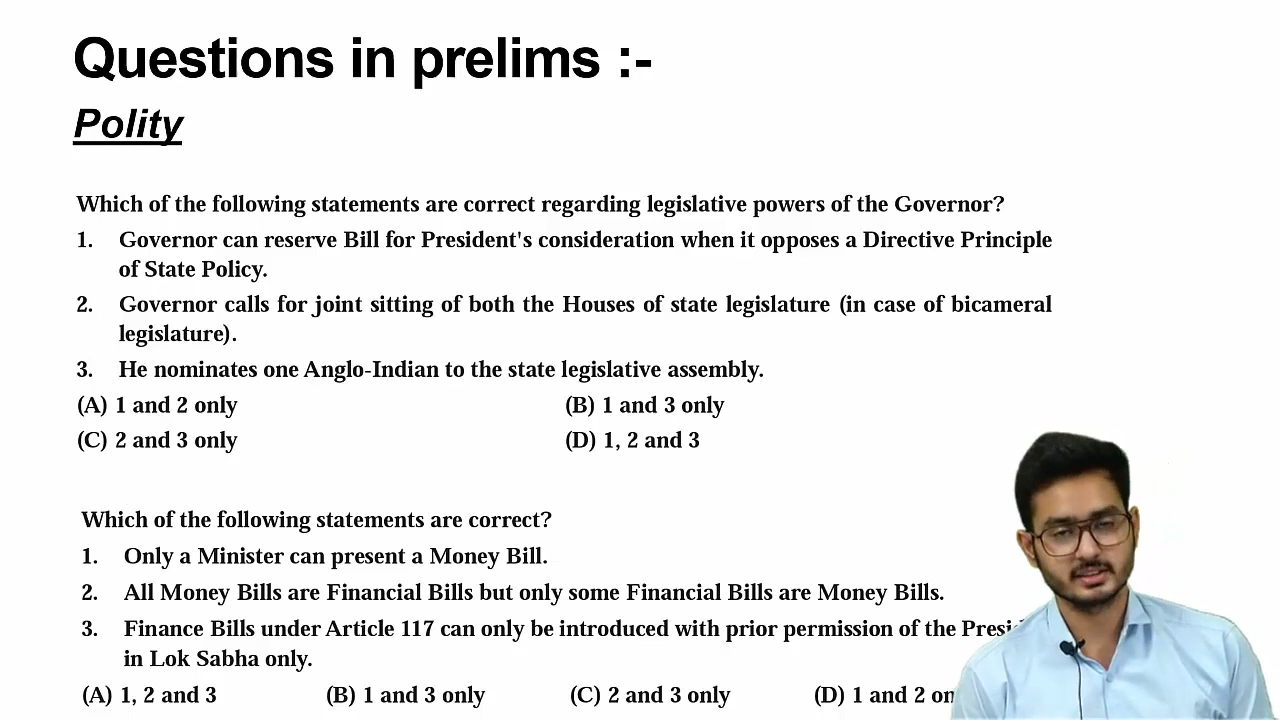 Questions in prelims :-
Polity
Which of the following statements are correct regarding legislative powers of the Governor?
1. Governor can reserve Bill for President's consideration when it opposes a Directive Principle
of State Policy.
2. Governor calls for joint sitting of both the Houses of state legislature (in case of bicameral
legislature).
3. He nominates one Anglo-Indian to the state legislative assembly.
(A) 1 and 2 only (B) 1 and 3 only
(C) 2 and 3 only (D) 1, 2 and 3
Which of the following statements are correct?
1. Only a Minister can present a Money Bill.
2. All Money Bills are Financial Bills but only some Financial Bills are Money Bills.
3. Finance Bills under Article 117 can only be introduced with prior permission of the
in Lok Sabha only.
(A) 1, 2 and 3 (B) 1 and 3 only (C) 2 and 3 only (D) 1 and 2